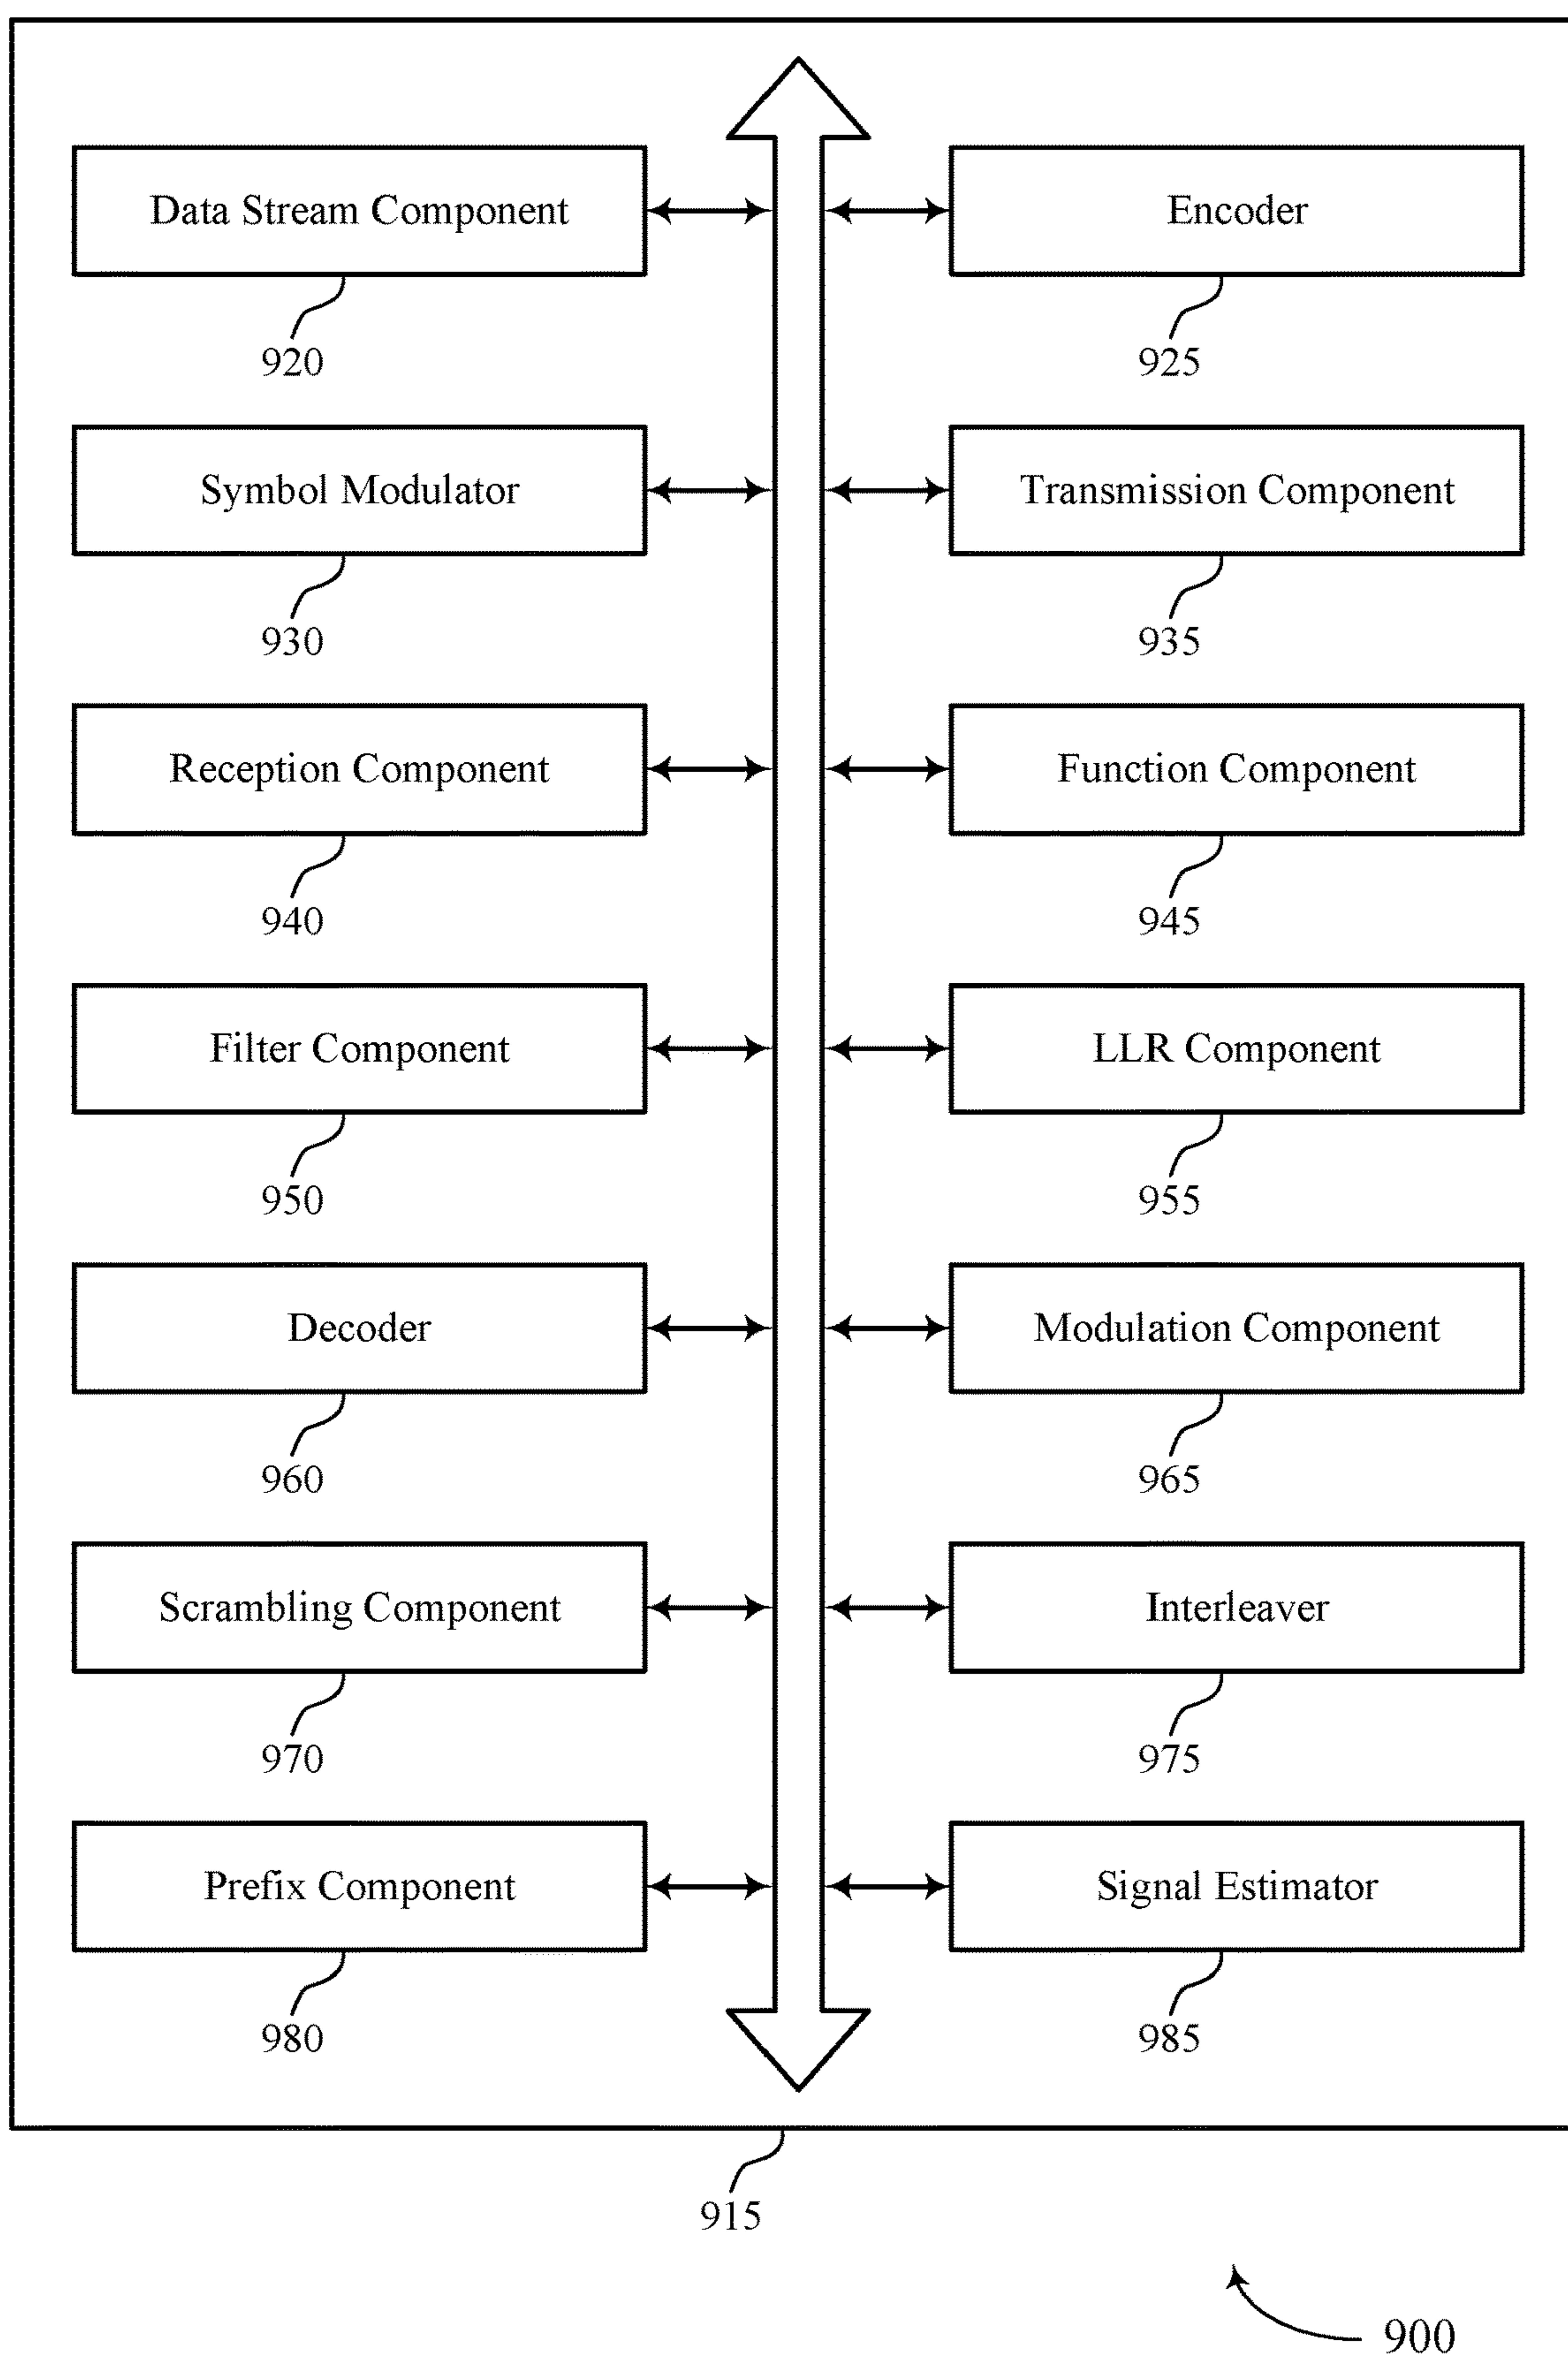 Data Stream Component
Encoder
920
925
Symbol Modulator
Transmission Component
930
935
Reception Component
Function Component
940
945
Filter Component
LLR Component
950
955
Decoder
Modulation Component
960
965
Scrambling Component
Interleaver
970
975
Prefix Component
Signal Estimator
980
985
915
900